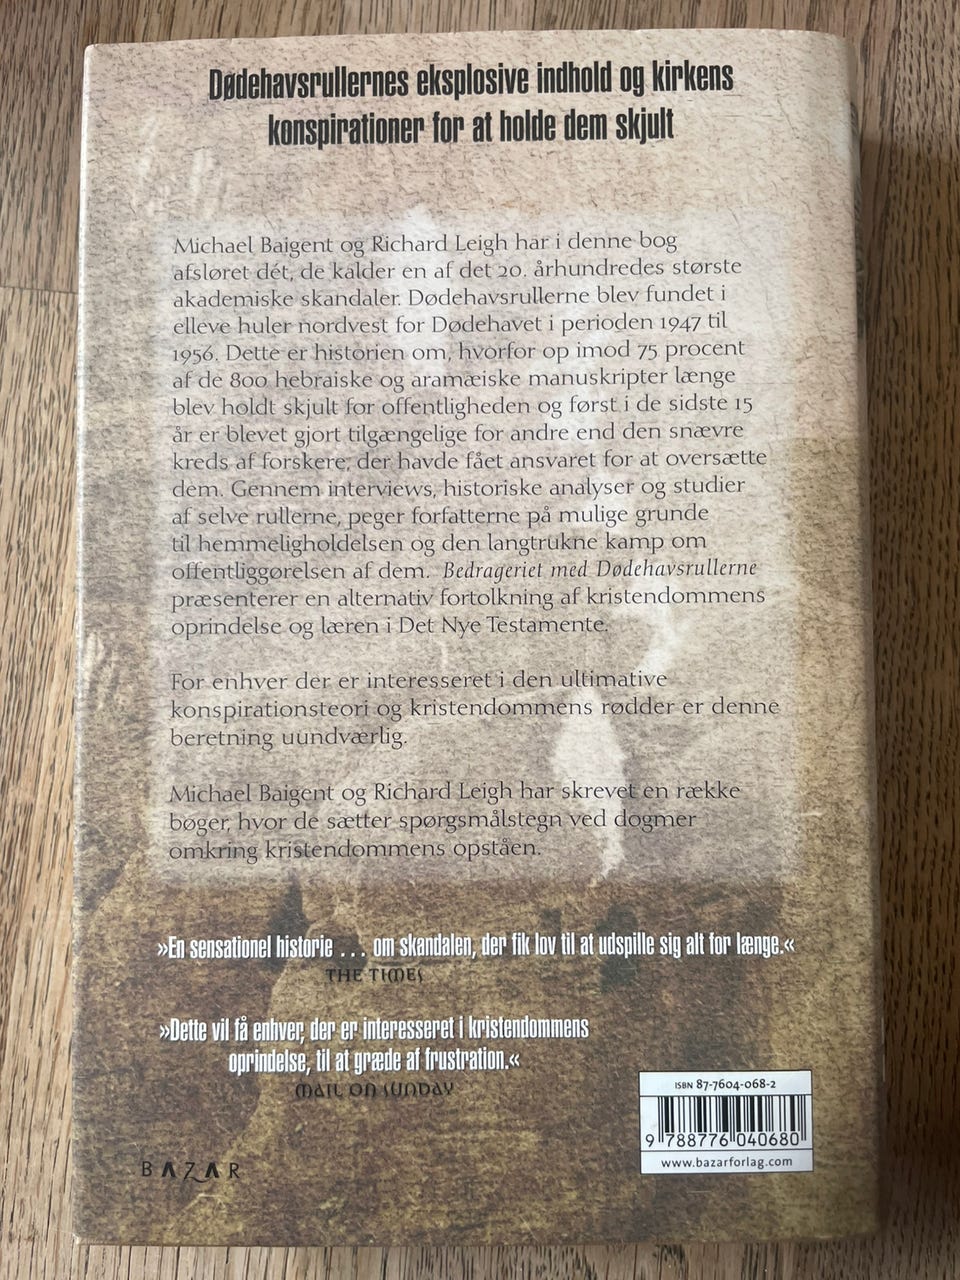 Dødehavsrullernes eksplosive indhold og kirkens
konspirationer for at holde dem skjult
Michael Baigent og Richard Leigh har i denne bog
afsløret dét, de kalder en af det 20. århundredes største
akademiske skandaler. Dødehavsrullerne blev fundet i
elleve huler nordvest for Dødehavet i perioden 1947 til
1956. Dette er historien om, hvorfor op imod 75 procent
af de 800 hebraiske og aramæiske manuskripter længe
blev holdt skjult for offentligheden og først i de sidste 15
år er blevet gjort tilgængelige for andre end den snævre
kreds af forskere, der havde fået ansvaret for at oversætte
dem. Gennem interviews, historiske analyser og studier
af selve rullerne, peger forfatterne på mulige grunde
til hemmeligholdelsen og den langtrukne kamp om
offentliggørelsen af dem. Bedrageriet med Dødehavsrullerne
præsenterer en alternativ fortolkning af kristendommens
oprindelse og læren i Det Nye Testamente.
For enhver der er interesseret i den ultimative
konspirationsteori og kristendommens rødder er denne
beretning uundværlig.
Michael Baigent og Richard Leigh har skrevet en række
bøger, hvor de sætter spørgsmålstegn ved dogmer
omkring kristendommens opståen.
»En sensationel historie ... om skandalen, der fik lov til at udspille sig alt for længe.«
THE TIMES
»Dette vil få enhver, der er interesseret i kristendommens
oprindelse, til at græde af frustration.«
MAIL ON SUNDAY
ISBN 87-7604-068-2
9 788776 040680
www.bazarforlag.com
BAZAR